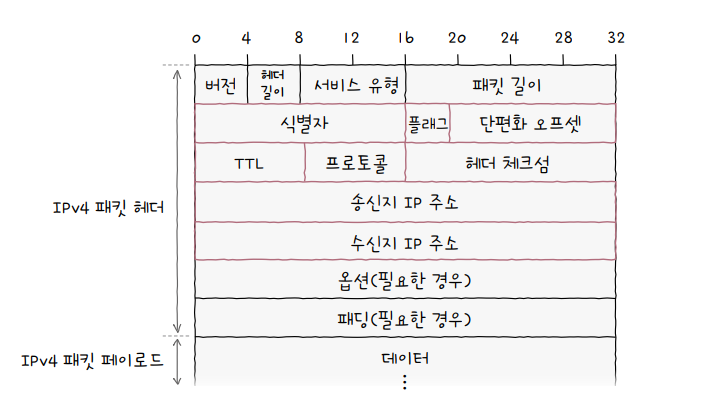 0 4 8 12 16 20 24 28 32
버전 헤더 길이 서비스 유형 패킷 길이
식별자 플래그 단편화 오프셋
TTL 프로토콜 헤더 체크섬
IPv4 패킷 헤더
송신지 IP 주소
수신지 IP 주소
옵션(필요한 경우)
패딩(필요한 경우)
IPv4 패킷 페이로드
데이터
⋮